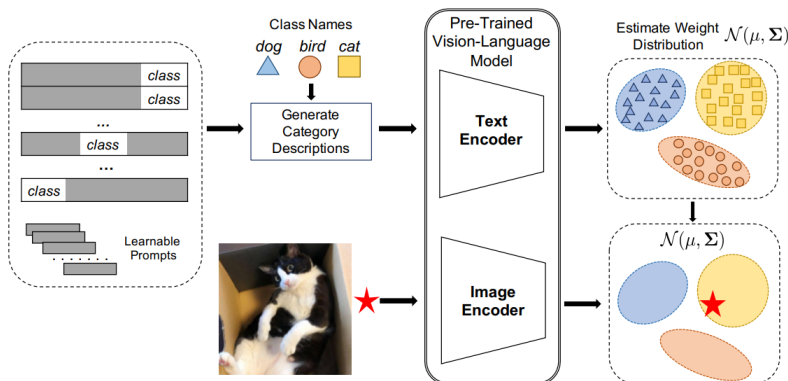 class
class
...
class
...
class
Learnable
Prompts
. . . . . . .
Class Names
dog bird cat
Generate
Category
Descriptions
Pre-Trained
Vision-Language
Model
Text
Encoder
Image
Encoder
Estimate Weight
Distribution
𝒩(μ, Σ)
𝒩(μ, Σ)